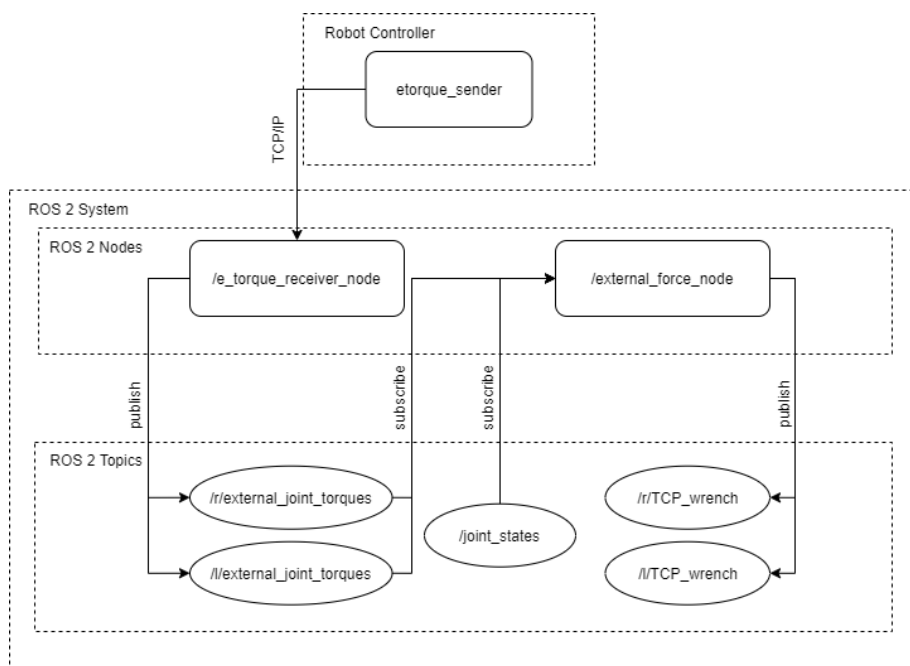 Robot Controller
etorque_sender
TCP/IP
ROS 2 System
ROS 2 Nodes
/e_torque_receiver_node
/external_force_node
publish
subscribe
subscribe
publish
ROS 2 Topics
/r/external_joint_torques
/r/TCP_wrench
/joint_states
/l/external_joint_torques
/l/TCP_wrench